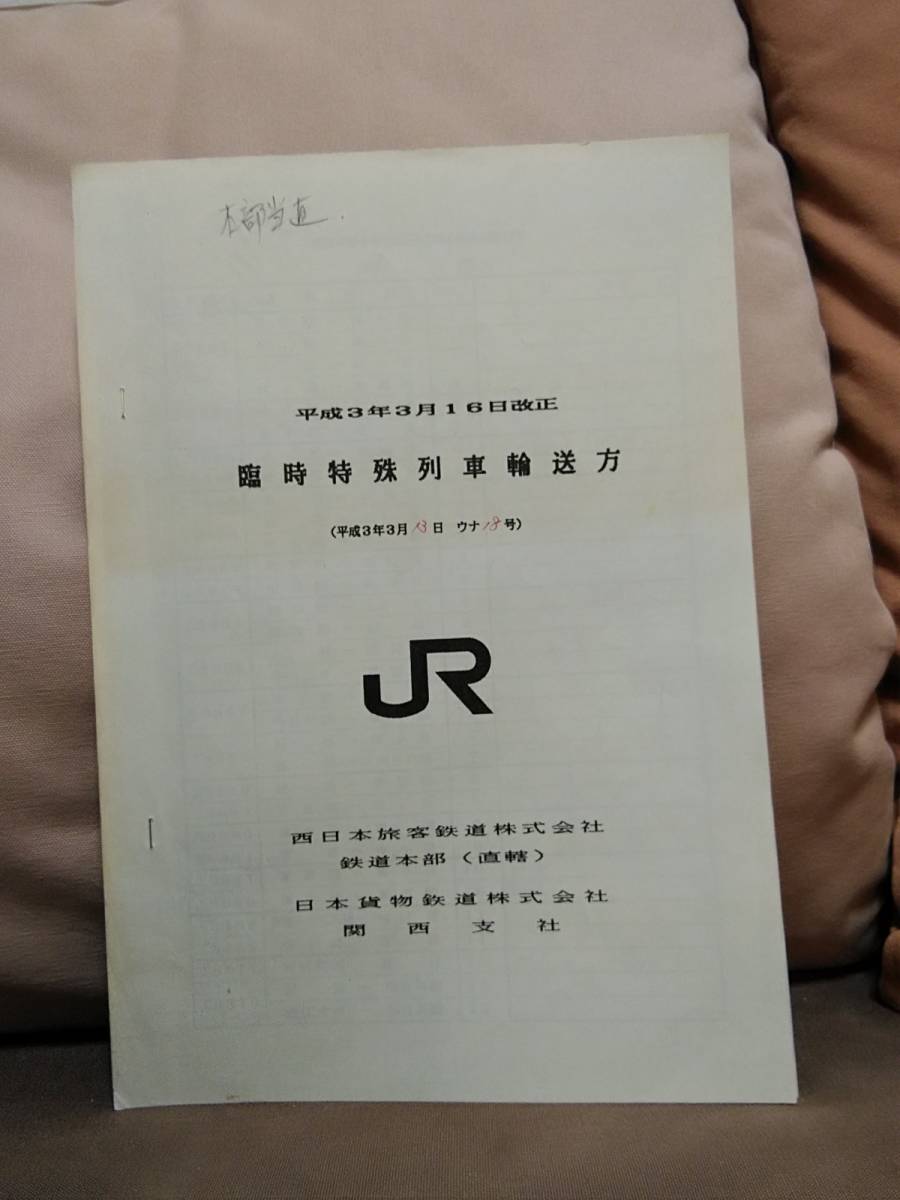 本部当直.
平成3年3月16日改正
臨時特殊列車輸送方
(平成3年3月13日 ウナ18号)
JR
西日本旅客鉄道株式会社
鉄道本部(直轄)
日本貨物鉄道株式会社
関西支社